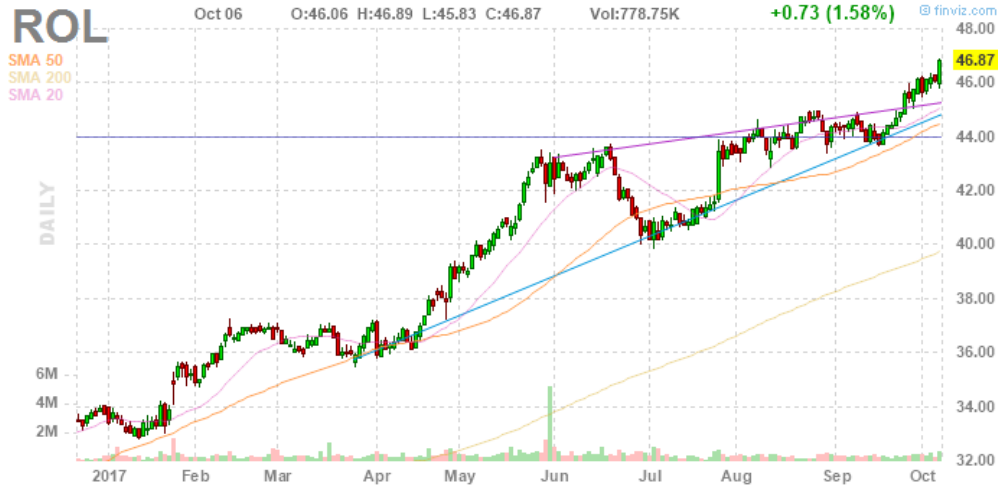 ROL
Oct 06 O:46.06 H:46.89 L:45.83 C:46.87 Vol:778.75K +0.73 (1.58%) © finviz.com
SMA 50
SMA 200
SMA 20
48.00
46.87
46.00
44.00
42.00
DAILY
40.00
38.00
36.00
6M
4M
34.00
2M
32.00
2017 Feb Mar Apr May Jun Jul Aug Sep Oct